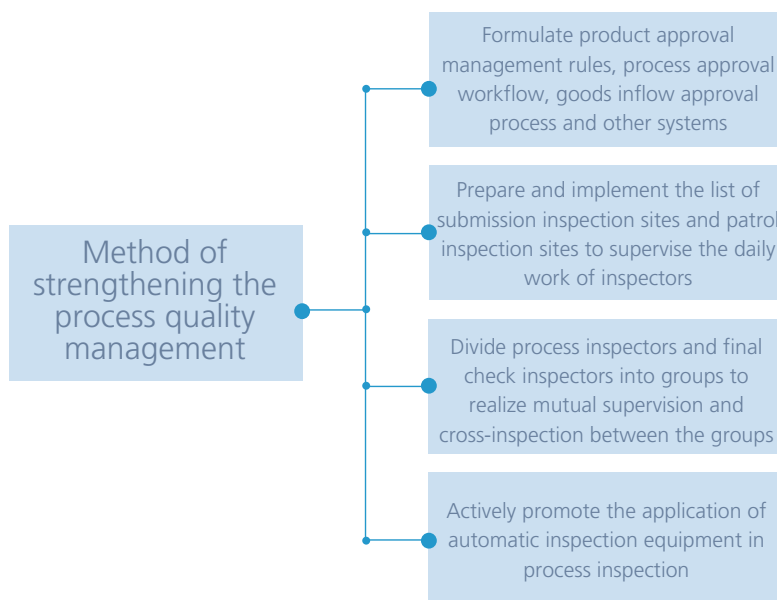 Method of
strengthening the
process quality
management
Formulate product approval
management rules, process approval
workflow, goods inflow approval
process and other systems
Prepare and implement the list of
submission inspection sites and patrol
inspection sites to supervise the daily
work of inspectors
Divide process inspectors and final
check inspectors into groups to
realize mutual supervision and
cross-inspection between the groups
Actively promote the application of
automatic inspection equipment in
process inspection